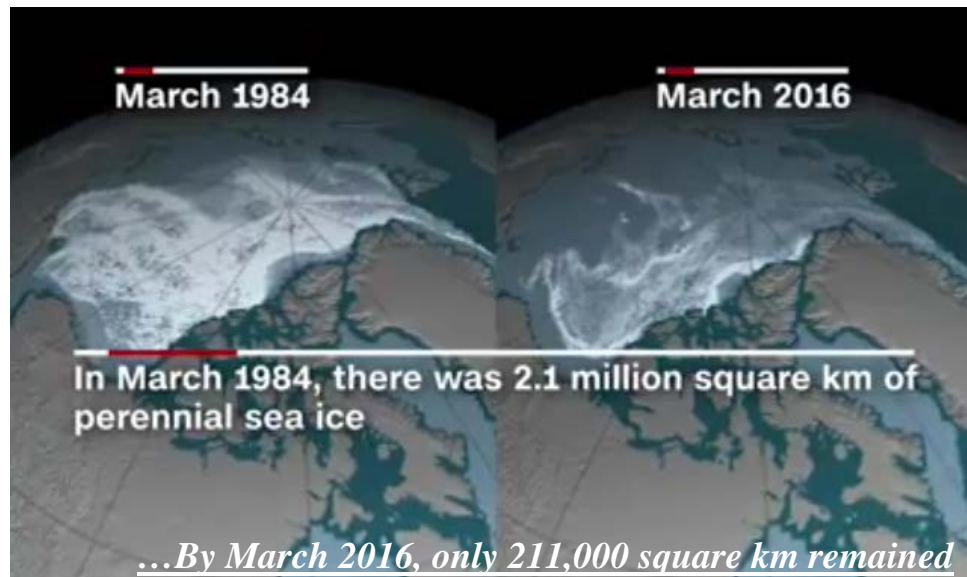 March 1984
March 2016
In March 1984, there was 2.1 million square km of
perennial sea ice
…By March 2016, only 211,000 square km remained